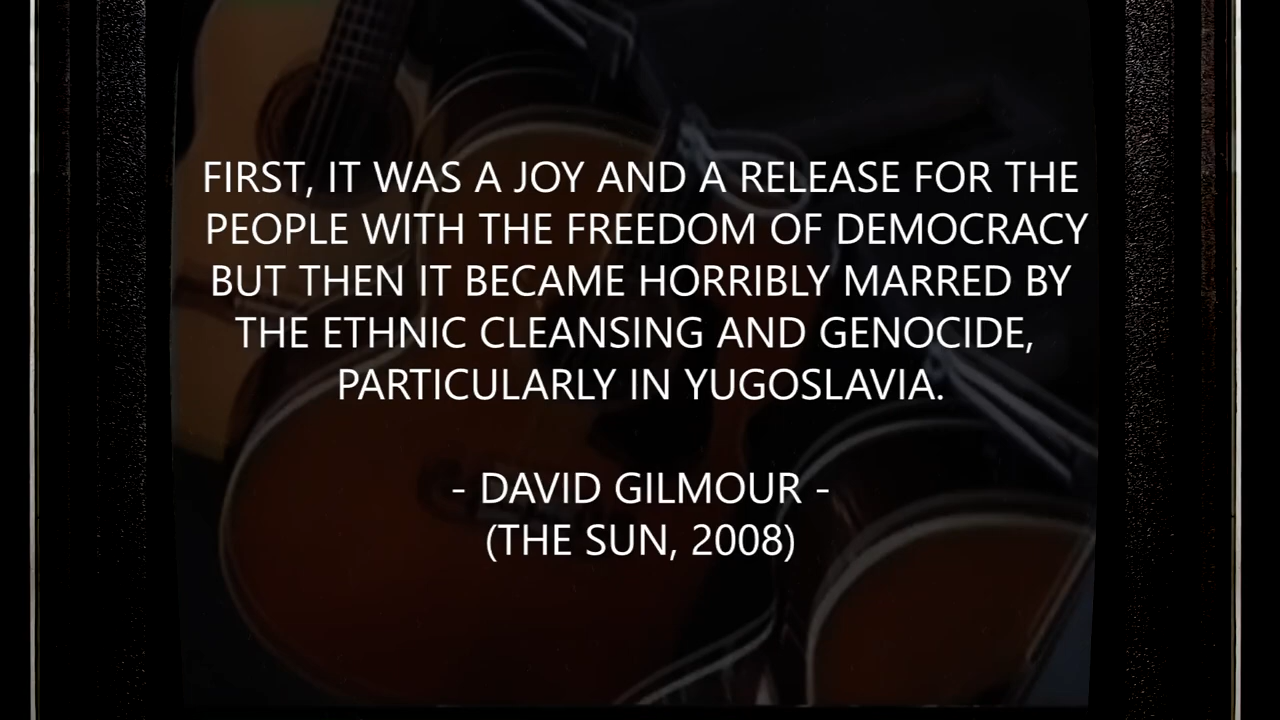 FIRST, IT WAS A JOY AND A RELEASE FOR THE
PEOPLE WITH THE FREEDOM OF DEMOCRACY
BUT THEN IT BECAME HORRIBLY MARRED BY
THE ETHNIC CLEANSING AND GENOCIDE,
PARTICULARLY IN YUGOSLAVIA.
- DAVID GILMOUR -
(THE SUN, 2008)